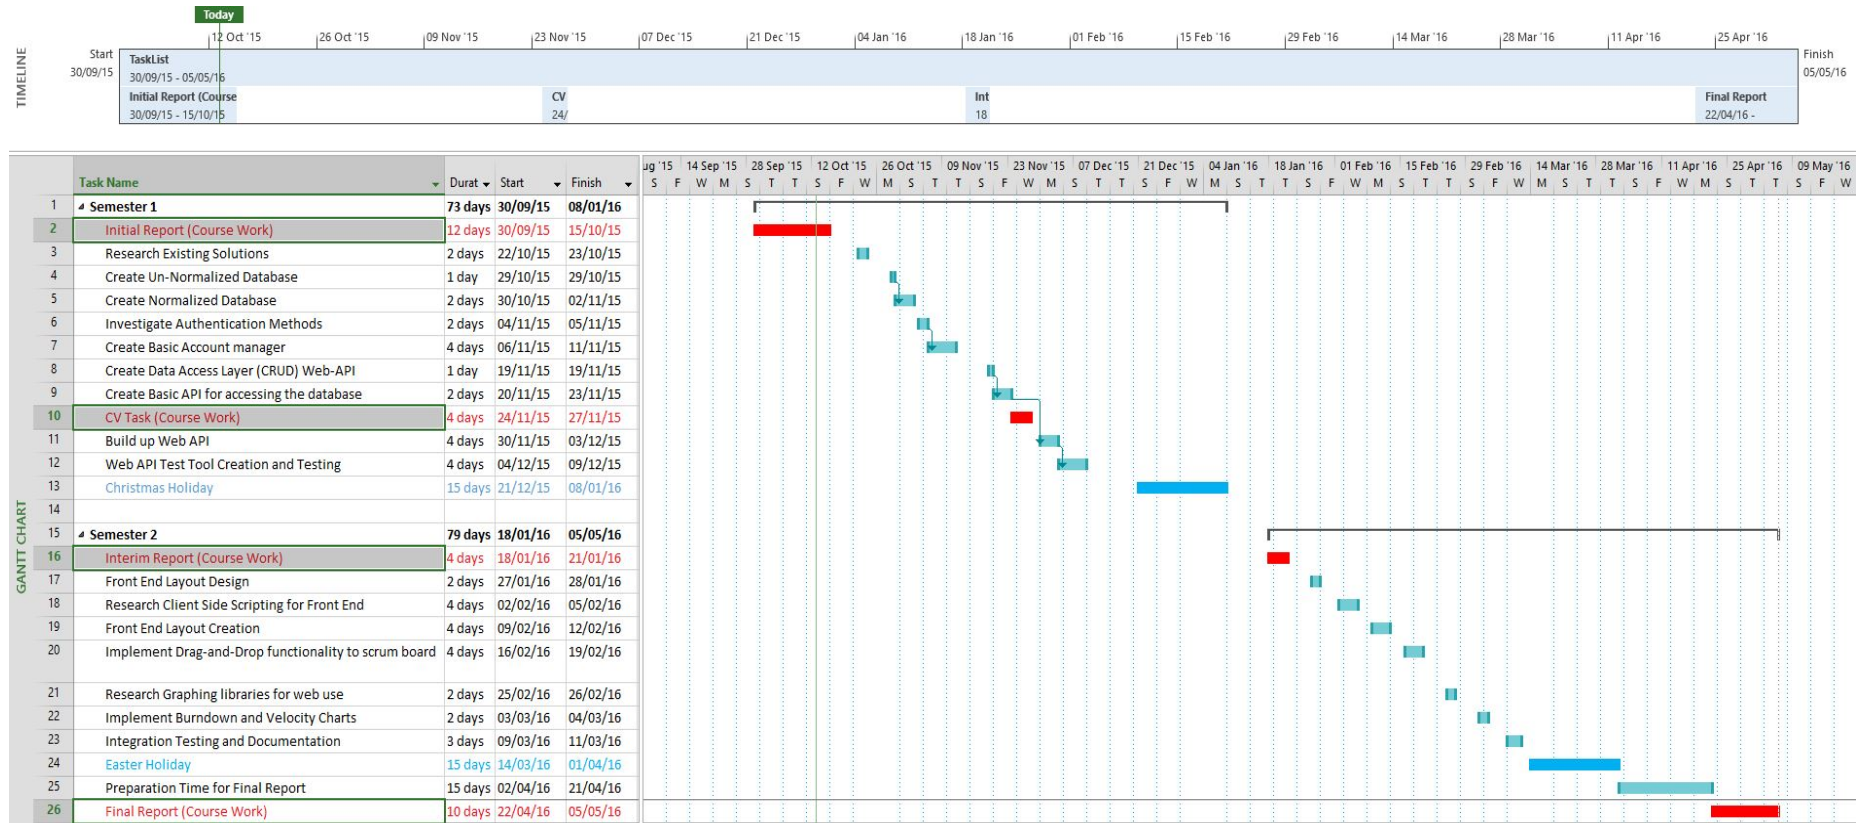 Today
12 Oct '15 26 Oct '15 09 Nov '15 23 Nov '15 07 Dec '15 21 Dec '15 04 Jan '16 18 Jan '16 01 Feb '16 15 Feb '16 29 Feb '16 14 Mar '16 28 Mar '16 11 Apr '16 25 Apr '16
TIMELINE
Start
30/09/15
TaskList
30/09/15 - 05/05/16
Finish
05/05/16
Initial Report (Course CV Int Final Report
30/09/15 - 15/10/15 24/ 18 22/04/16 -
GANTT CHART
ug '15 14 Sep '15 28 Sep '15 12 Oct '15 26 Oct '15 09 Nov '15 23 Nov '15 07 Dec '15 21 Dec '15 04 Jan '16 18 Jan '16 01 Feb '16 15 Feb '16 29 Feb '16 14 Mar '16 28 Mar '16 11 Apr '16 25 Apr '16 09 May '16
Task Name Durat Start Finish S F W M S T T S F W M S T T S F W M S T T S F W M S T T S F W M S T T S F W M S T T S F W M S T T S F W
1 Semester 1 73 days 30/09/15 08/01/16
2 Initial Report (Course Work) 12 days 30/09/15 15/10/15
3 Research Existing Solutions 2 days 22/10/15 23/10/15
4 Create Un-Normalized Database 1 day 29/10/15 29/10/15
5 Create Normalized Database 2 days 30/10/15 02/11/15
6 Investigate Authentication Methods 2 days 04/11/15 05/11/15
7 Create Basic Account manager 4 days 06/11/15 11/11/15
8 Create Data Access Layer (CRUD) Web-API 1 day 19/11/15 19/11/15
9 Create Basic API for accessing the database 2 days 20/11/15 23/11/15
10 CV Task (Course Work) 4 days 24/11/15 27/11/15
11 Build up Web API 4 days 30/11/15 03/12/15
12 Web API Test Tool Creation and Testing 4 days 04/12/15 09/12/15
13 Christmas Holiday 15 days 21/12/15 08/01/16
14
15 Semester 2 79 days 18/01/16 05/05/16
16 Interim Report (Course Work) 4 days 18/01/16 21/01/16
17 Front End Layout Design 2 days 27/01/16 28/01/16
18 Research Client Side Scripting for Front End 4 days 02/02/16 05/02/16
19 Front End Layout Creation 4 days 09/02/16 12/02/16
20 Implement Drag-and-Drop functionality to scrum board 4 days 16/02/16 19/02/16
21 Research Graphing libraries for web use 2 days 25/02/16 26/02/16
22 Implement Burndown and Velocity Charts 2 days 03/03/16 04/03/16
23 Integration Testing and Documentation 3 days 09/03/16 11/03/16
24 Easter Holiday 15 days 14/03/16 01/04/16
25 Preparation Time for Final Report 15 days 02/04/16 21/04/16
26 Final Report (Course Work) 10 days 22/04/16 05/05/16